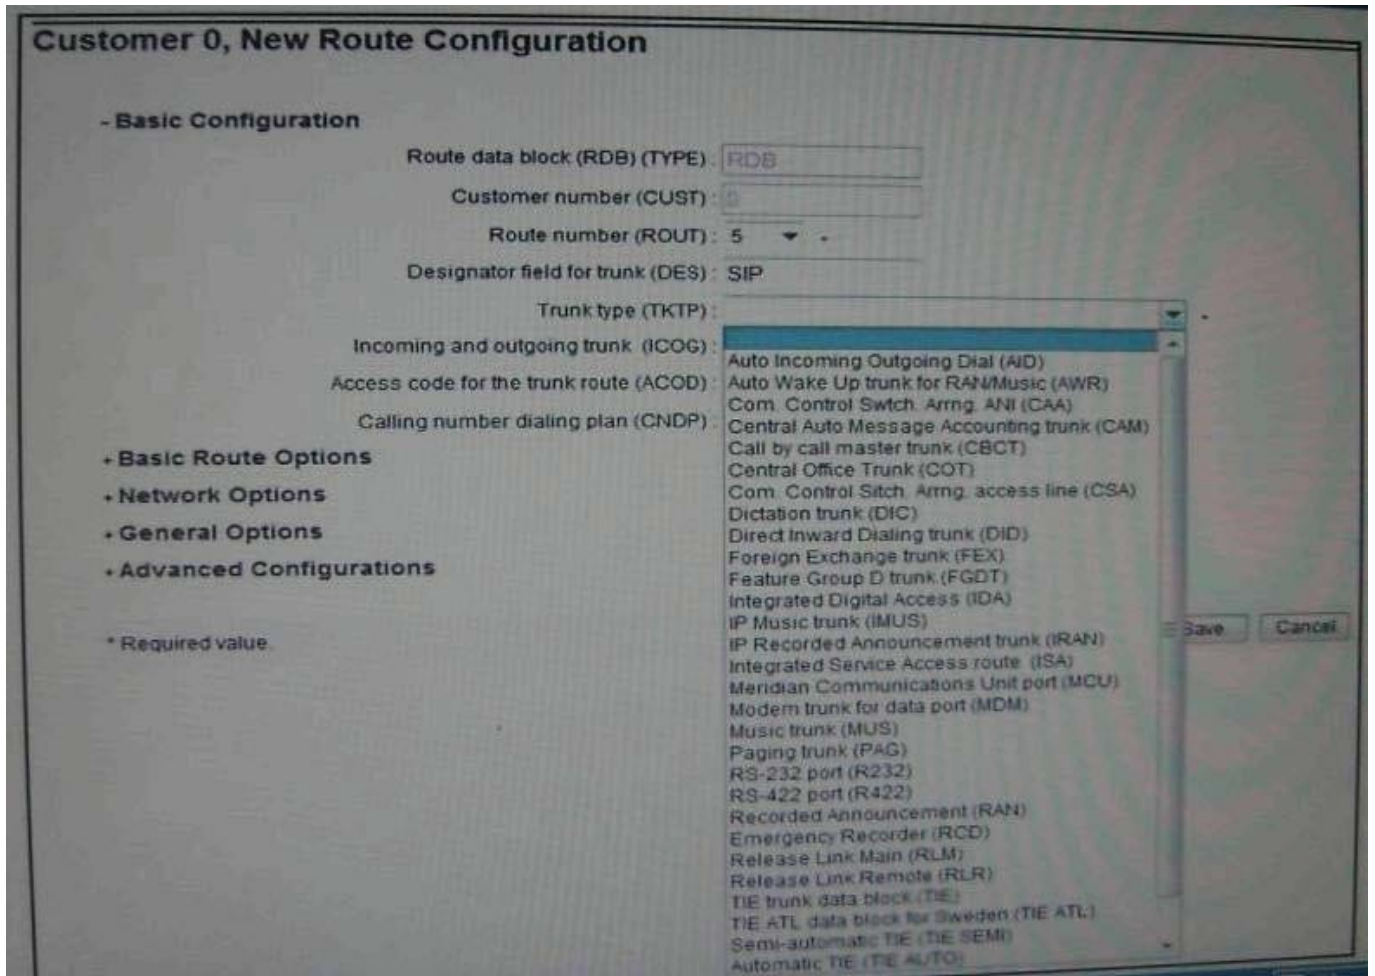 Customer 0, New Route Configuration
- Basic Configuration
Route data block (RDB) (TYPE) : RDB
Customer number (CUST) : 0
Route number (ROUT) : 5
Designator field for trunk (DES) : SIP
Trunk type (TKTP) :
Incoming and outgoing trunk (ICOG) :
Access code for the trunk route (ACOD) :
Calling number dialing plan (CNDP) :
+ Basic Route Options
+ Network Options
+ General Options
+ Advanced Configurations
* Required value.
Auto Incoming Outgoing Dial (AID)
Auto Wake Up trunk for RAN/Music (AWR)
Com. Control Swtch. Arrng. ANI (CAA)
Central Auto Message Accounting trunk (CAM)
Call by call master trunk (CBCT)
Central Office Trunk (COT)
Com. Control Sitch. Arrng. access line (CSA)
Dictation trunk (DIC)
Direct Inward Dialing trunk (DID)
Foreign Exchange trunk (FEX)
Feature Group D trunk (FGDT)
Integrated Digital Access (IDA)
IP Music trunk (IMUS)
IP Recorded Announcement trunk (IRAN)
Integrated Service Access route (ISA)
Meridian Communications Unit port (MCU)
Modem trunk for data port (MDM)
Music trunk (MUS)
Paging trunk (PAG)
RS-232 port (R232)
RS-422 port (R422)
Recorded Announcement (RAN)
Emergency Recorder (RCD)
Release Link Main (RLM)
Release Link Remote (RLR)
TIE trunk data block (TIE)
TIE ATL data block for Sweden (TIE ATL)
Semi-automatic TIE (TIE SEMI)
Automatic TIE (TIE AUTO)
Save
Cancel